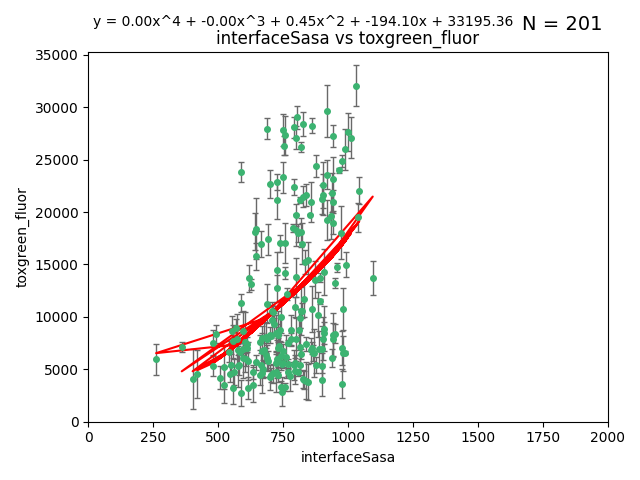 y = 0.00x^4 + -0.00x^3 + 0.45x^2 + -194.10x + 33195.36 N = 201
interfaceSasa vs toxgreen_fluor
35000
30000
25000
20000
15000
10000
5000
0
toxgreen_fluor
0 250 500 750 1000 1250 1500 1750 2000
interfaceSasa